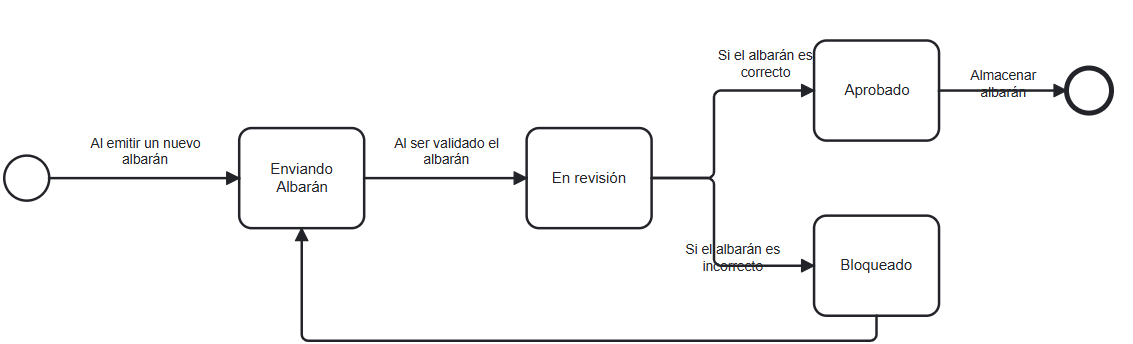 Al emitir un nuevo
albarán
Enviando
Albarán
Al ser validado el
albarán
En revisión
Si el albarán es
correcto
Aprobado
Almacenar
albarán
Si el albarán es
incorrecto
Bloqueado